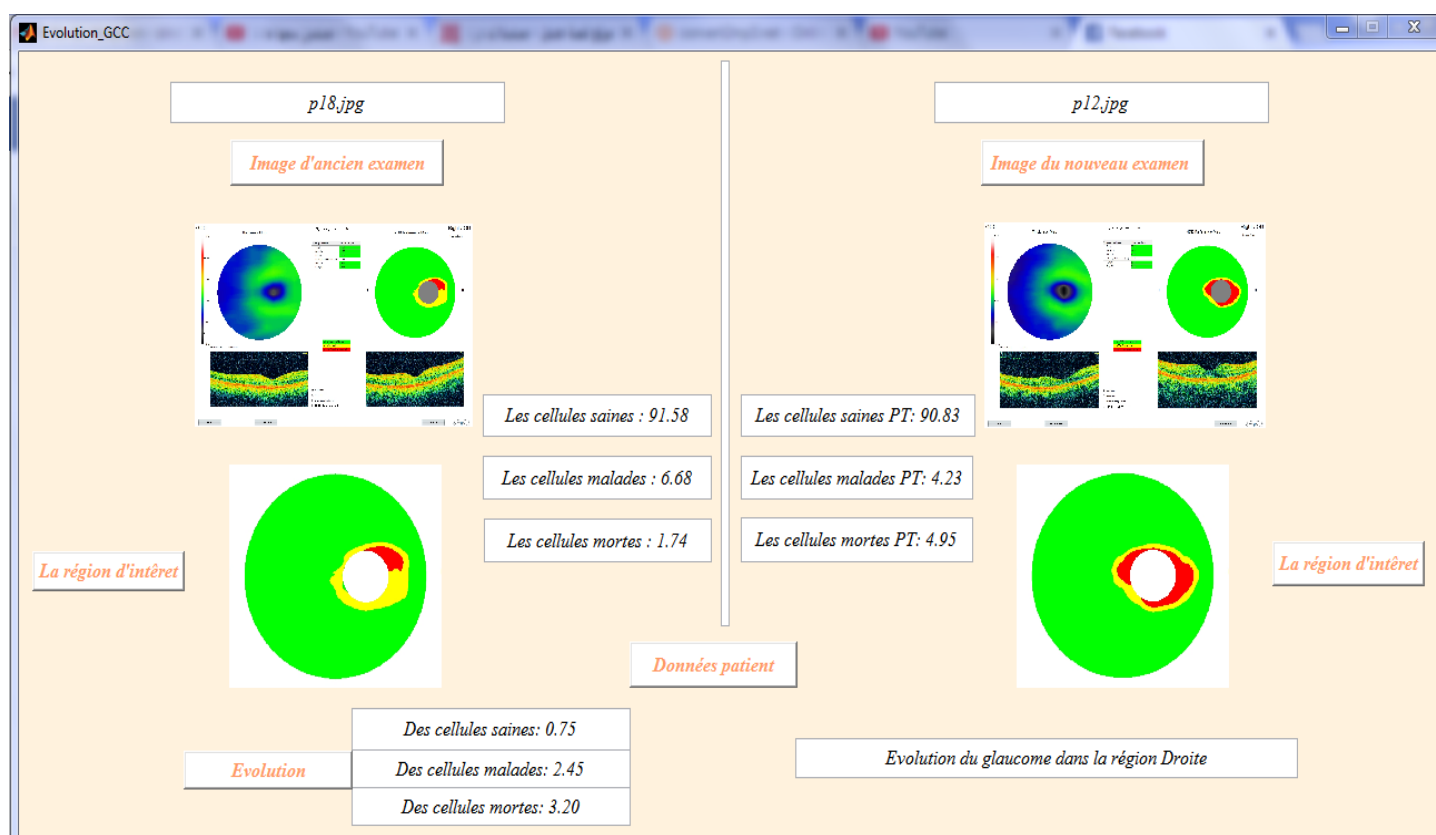 Evolution_GCC
p18.jpg
p12.jpg
Image d'ancien examen
Image du nouveau examen
Les cellules saines : 91.58
Les cellules saines PT: 90.83
Les cellules malades : 6.68
Les cellules malades PT: 4.23
Les cellules mortes : 1.74
Les cellules mortes PT: 4.95
La région d'intêret
La région d'intêret
Données patient
Des cellules saines: 0.75
Evolution
Des cellules malades: 2.45
Des cellules mortes: 3.20
Evolution du glaucome dans la région Droite